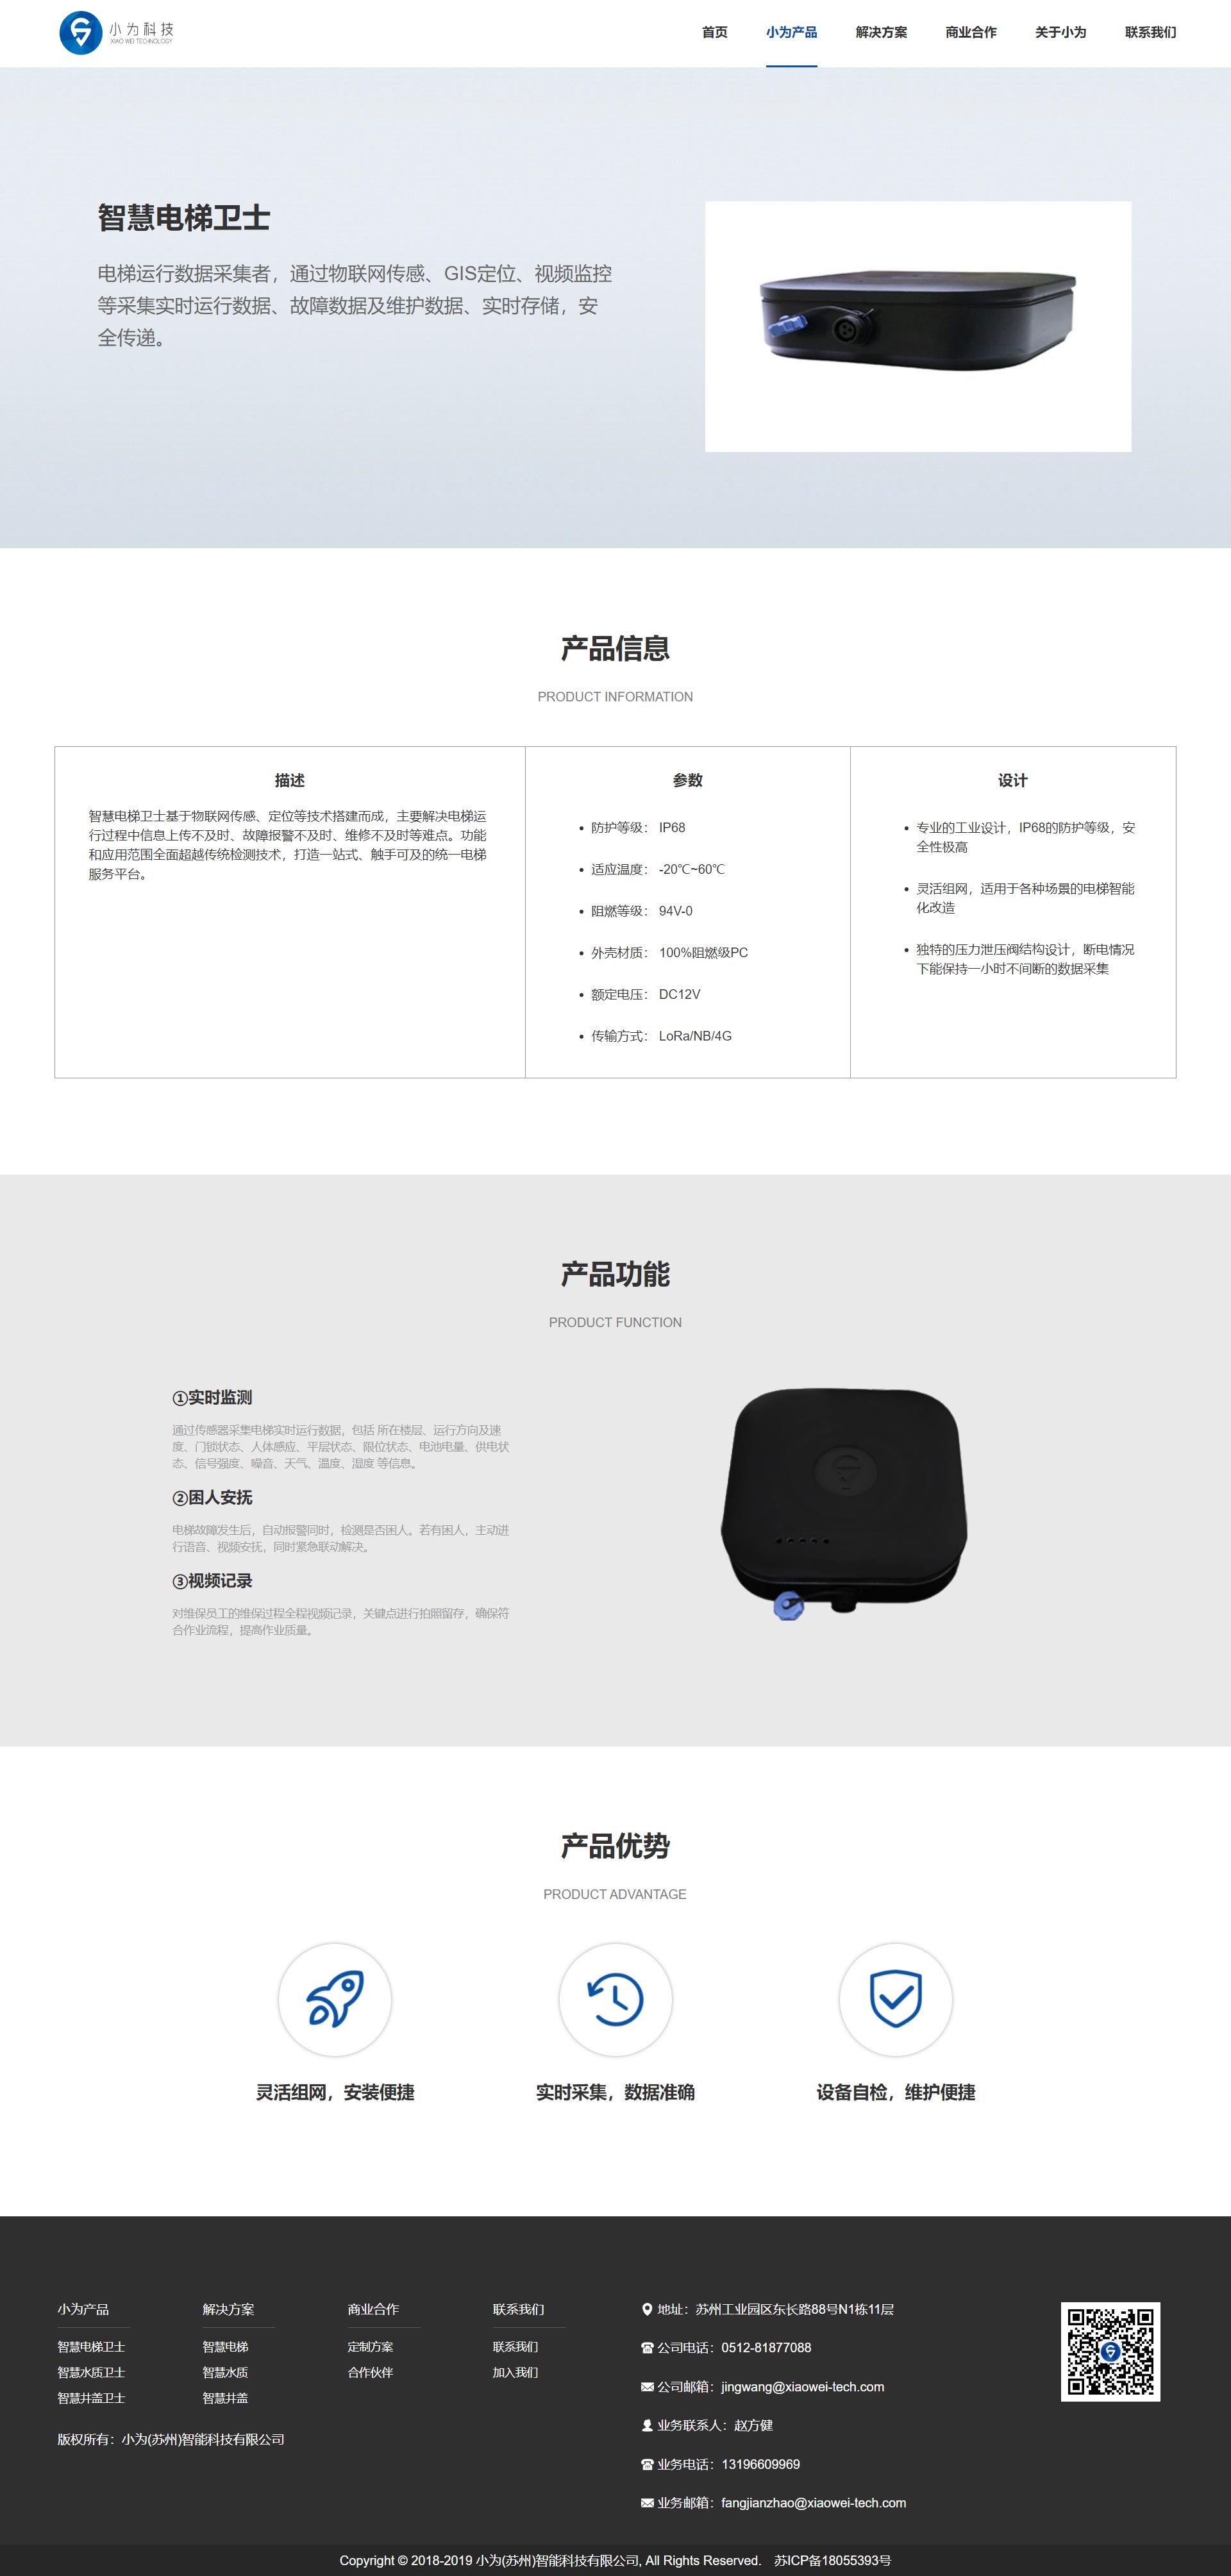 小为科技
XIAO WEI TECHNOLOGY
首页
小为产品
解决方案
商业合作
关于小为
联系我们
智慧电梯卫士
电梯运行数据采集者，通过物联网传感、GIS定位、视频监控
等采集实时运行数据、故障数据及维护数据、实时存储，安
全传递。
产品信息
PRODUCT INFORMATION
描述
智慧电梯卫士基于物联网传感、定位等技术搭建而成，主要解决电梯运
行过程中信息上传不及时、故障报警不及时、维修不及时等难点。功能
和应用范围全面超越传统检测技术，打造一站式、触手可及的统一电梯
服务平台。
参数
• 防护等级： IP68
• 适应温度： -20℃~60℃
• 阻燃等级： 94V-0
• 外壳材质： 100%阻燃级PC
• 额定电压： DC12V
• 传输方式： LoRa/NB/4G
设计
• 专业的工业设计，IP68的防护等级，安
全性极高
• 灵活组网，适用于各种场景的电梯智能
化改造
• 独特的压力泄压阀结构设计，断电情况
下能保持一小时不间断的数据采集
产品功能
PRODUCT FUNCTION
①实时监测
通过传感器采集电梯实时运行数据，包括 所在楼层、运行方向及速
度、门锁状态、人体感应、平层状态、限位状态、电池电量、供电状
态、信号强度、噪音、天气、温度、湿度 等信息。
②困人安抚
电梯故障发生后，自动报警同时，检测是否困人。若有困人，主动进
行语音、视频安抚，同时紧急联动解决。
③视频记录
对维保员工的维保过程全程视频记录，关键点进行拍照留存，确保符
合作业流程，提高作业质量。
产品优势
PRODUCT ADVANTAGE
灵活组网，安装便捷
实时采集，数据准确
设备自检，维护便捷
小为产品
智慧电梯卫士
智慧水质卫士
智慧井盖卫士
解决方案
智慧电梯
智慧水质
智慧井盖
商业合作
定制方案
合作伙伴
联系我们
联系我们
加入我们
版权所有：小为(苏州)智能科技有限公司
地址：苏州工业园区东长路88号N1栋11层
公司电话：0512-81877088
公司邮箱：jingwang@xiaowei-tech.com
业务联系人：赵方健
业务电话：13196609969
业务邮箱：fangjianzhao@xiaowei-tech.com
Copyright © 2018-2019 小为(苏州)智能科技有限公司, All Rights Reserved. 苏ICP备18055393号